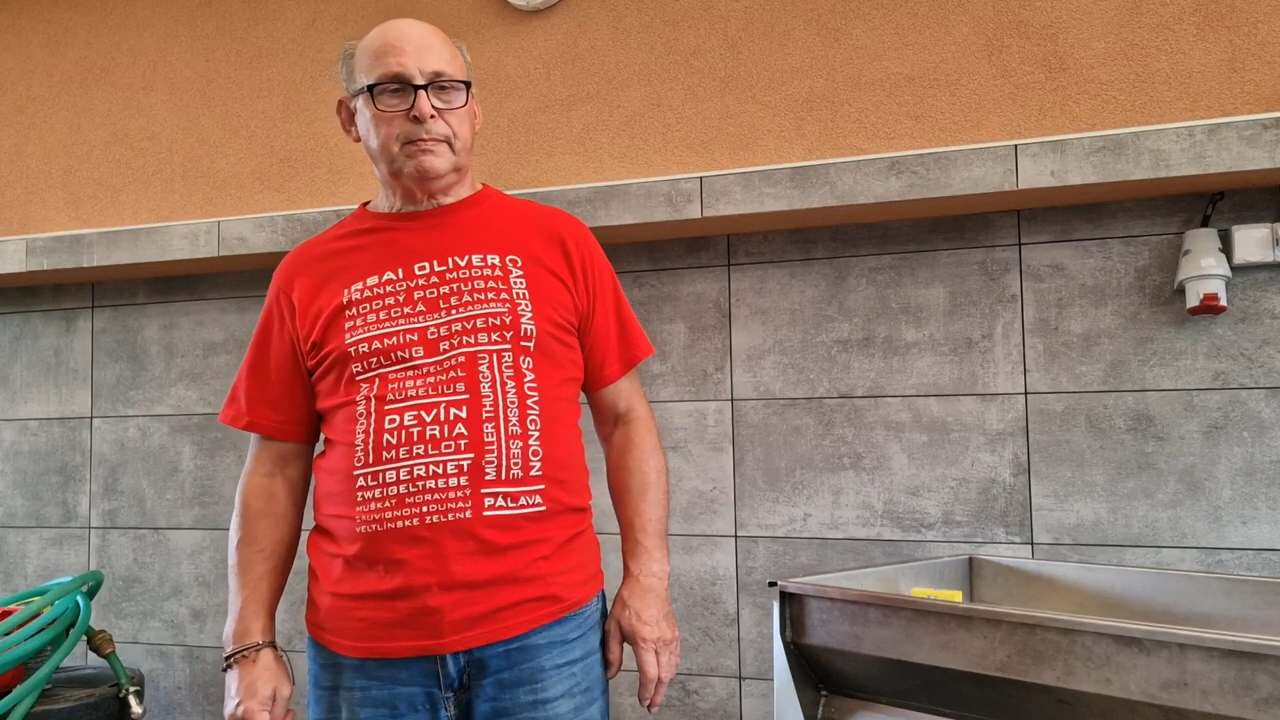 IRSAI OLIVER
FRANKOVKA MODRÁ
MODRÝ PORTUGAL
PESECKÁ LEÁNKA
SVÄTOVAVRINECKÉ KADARKA
TRAMÍN ČERVENÝ
RIZLING RÝNSKY
CABERNET SAUVIGNON
CHARDONNAY
DORNFELDER
HIBERNAL
AURELIUS
DEVÍN
NITRIA
MERLOT
MÜLLER THURGAU
RULANDSKÉ ŠEDÉ
ALIBERNET
ZWEIGELTREBE
MUŠKÁT MORAVSKÝ
SAUVIGNON DUNAJ
VELTLÍNSKE ZELENÉ
PÁLAVA